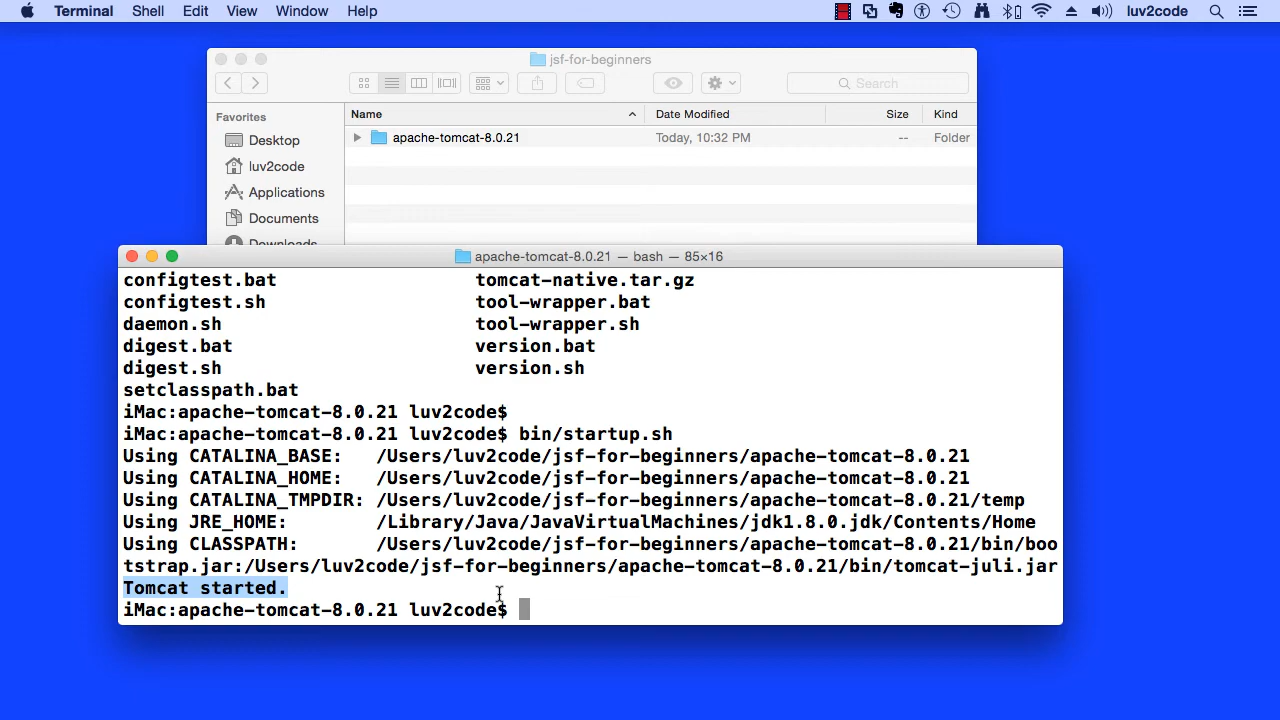 Terminal Shell Edit View Window Help luv2code
jsf-for-beginners
Search
Favorites Name Date Modified Size Kind
Desktop apache-tomcat-8.0.21 Today, 10:32 PM -- Folder
luv2code
Applications
Documents
Downloads
apache-tomcat-8.0.21 — bash — 85×16
configtest.bat tomcat-native.tar.gz
configtest.sh tool-wrapper.bat
daemon.sh tool-wrapper.sh
digest.bat version.bat
digest.sh version.sh
setclasspath.bat
iMac:apache-tomcat-8.0.21 luv2code$
iMac:apache-tomcat-8.0.21 luv2code$ bin/startup.sh
Using CATALINA_BASE: /Users/luv2code/jsf-for-beginners/apache-tomcat-8.0.21
Using CATALINA_HOME: /Users/luv2code/jsf-for-beginners/apache-tomcat-8.0.21
Using CATALINA_TMPDIR: /Users/luv2code/jsf-for-beginners/apache-tomcat-8.0.21/temp
Using JRE_HOME: /Library/Java/JavaVirtualMachines/jdk1.8.0.jdk/Contents/Home
Using CLASSPATH: /Users/luv2code/jsf-for-beginners/apache-tomcat-8.0.21/bin/boo
tstrap.jar:/Users/luv2code/jsf-for-beginners/apache-tomcat-8.0.21/bin/tomcat-juli.jar
Tomcat started.
iMac:apache-tomcat-8.0.21 luv2code$